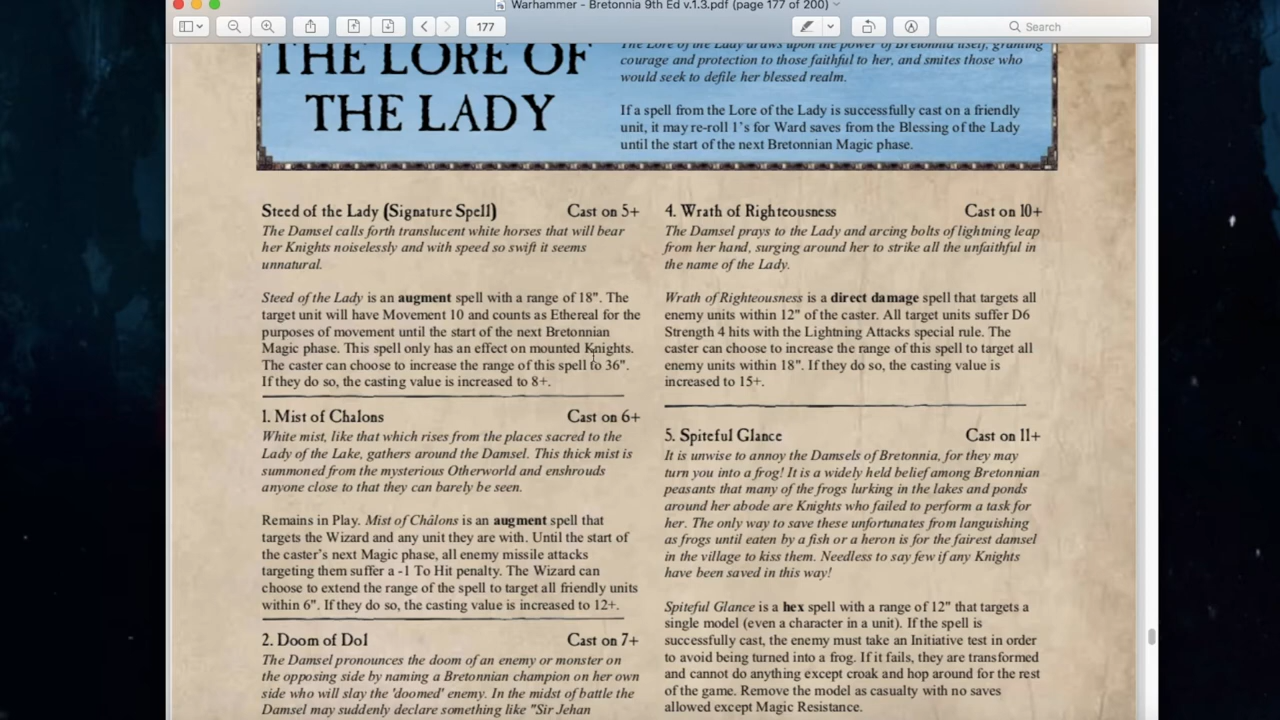 Warhammer - Bretonnia 9th Ed v.1.3.pdf (page 177 of 200)
177
Search
THE LORE OF
THE LADY
The Lore of the Lady draws upon the power of Bretonnia itself, granting
courage and protection to those faithful to her, and smites those who
would seek to defile her blessed realm.
If a spell from the Lore of the Lady is successfully cast on a friendly
unit, it may re-roll 1's for Ward saves from the Blessing of the Lady
until the start of the next Bretonnian Magic phase.
Steed of the Lady (Signature Spell) Cast on 5+
The Damsel calls forth translucent white horses that will bear
her Knights noiselessly and with speed so swift it seems
unnatural.
Steed of the Lady is an augment spell with a range of 18". The
target unit will have Movement 10 and counts as Ethereal for the
purposes of movement until the start of the next Bretonnian
Magic phase. This spell only has an effect on mounted Knights.
The caster can choose to increase the range of this spell to 36".
If they do so, the casting value is increased to 8+.
1. Mist of Chalons Cast on 6+
White mist, like that which rises from the places sacred to the
Lady of the Lake, gathers around the Damsel. This thick mist is
summoned from the mysterious Otherworld and enshrouds
anyone close to that they can barely be seen.
Remains in Play. Mist of Châlons is an augment spell that
targets the Wizard and any unit they are with. Until the start of
the caster's next Magic phase, all enemy missile attacks
targeting them suffer a -1 To Hit penalty. The Wizard can
choose to extend the range of the spell to target all friendly units
within 6". If they do so, the casting value is increased to 12+.
2. Doom of Dol Cast on 7+
The Damsel pronounces the doom of an enemy or monster on
the opposing side by naming a Bretonnian champion on her own
side who will slay the 'doomed' enemy. In the midst of battle the
Damsel may suddenly declare something like "Sir Jehan
4. Wrath of Righteousness Cast on 10+
The Damsel prays to the Lady and arcing bolts of lightning leap
from her hand, surging around her to strike all the unfaithful in
the name of the Lady.
Wrath of Righteousness is a direct damage spell that targets all
enemy units within 12" of the caster. All target units suffer D6
Strength 4 hits with the Lightning Attacks special rule. The
caster can choose to increase the range of this spell to target all
enemy units within 18". If they do so, the casting value is
increased to 15+.
5. Spiteful Glance Cast on 11+
It is unwise to annoy the Damsels of Bretonnia, for they may
turn you into a frog! It is a widely held belief among Bretonnian
peasants that many of the frogs lurking in the lakes and ponds
around her abode are Knights who failed to perform a task for
her. The only way to save these unfortunates from languishing
as frogs until eaten by a fish or a heron is for the fairest damsel
in the village to kiss them. Needless to say few if any Knights
have been saved in this way!
Spiteful Glance is a hex spell with a range of 12" that targets a
single model (even a character in a unit). If the spell is
successfully cast, the enemy must take an Initiative test in order
to avoid being turned into a frog. If it fails, they are transformed
and cannot do anything except croak and hop around for the rest
of the game. Remove the model as casualty with no saves
allowed except Magic Resistance.